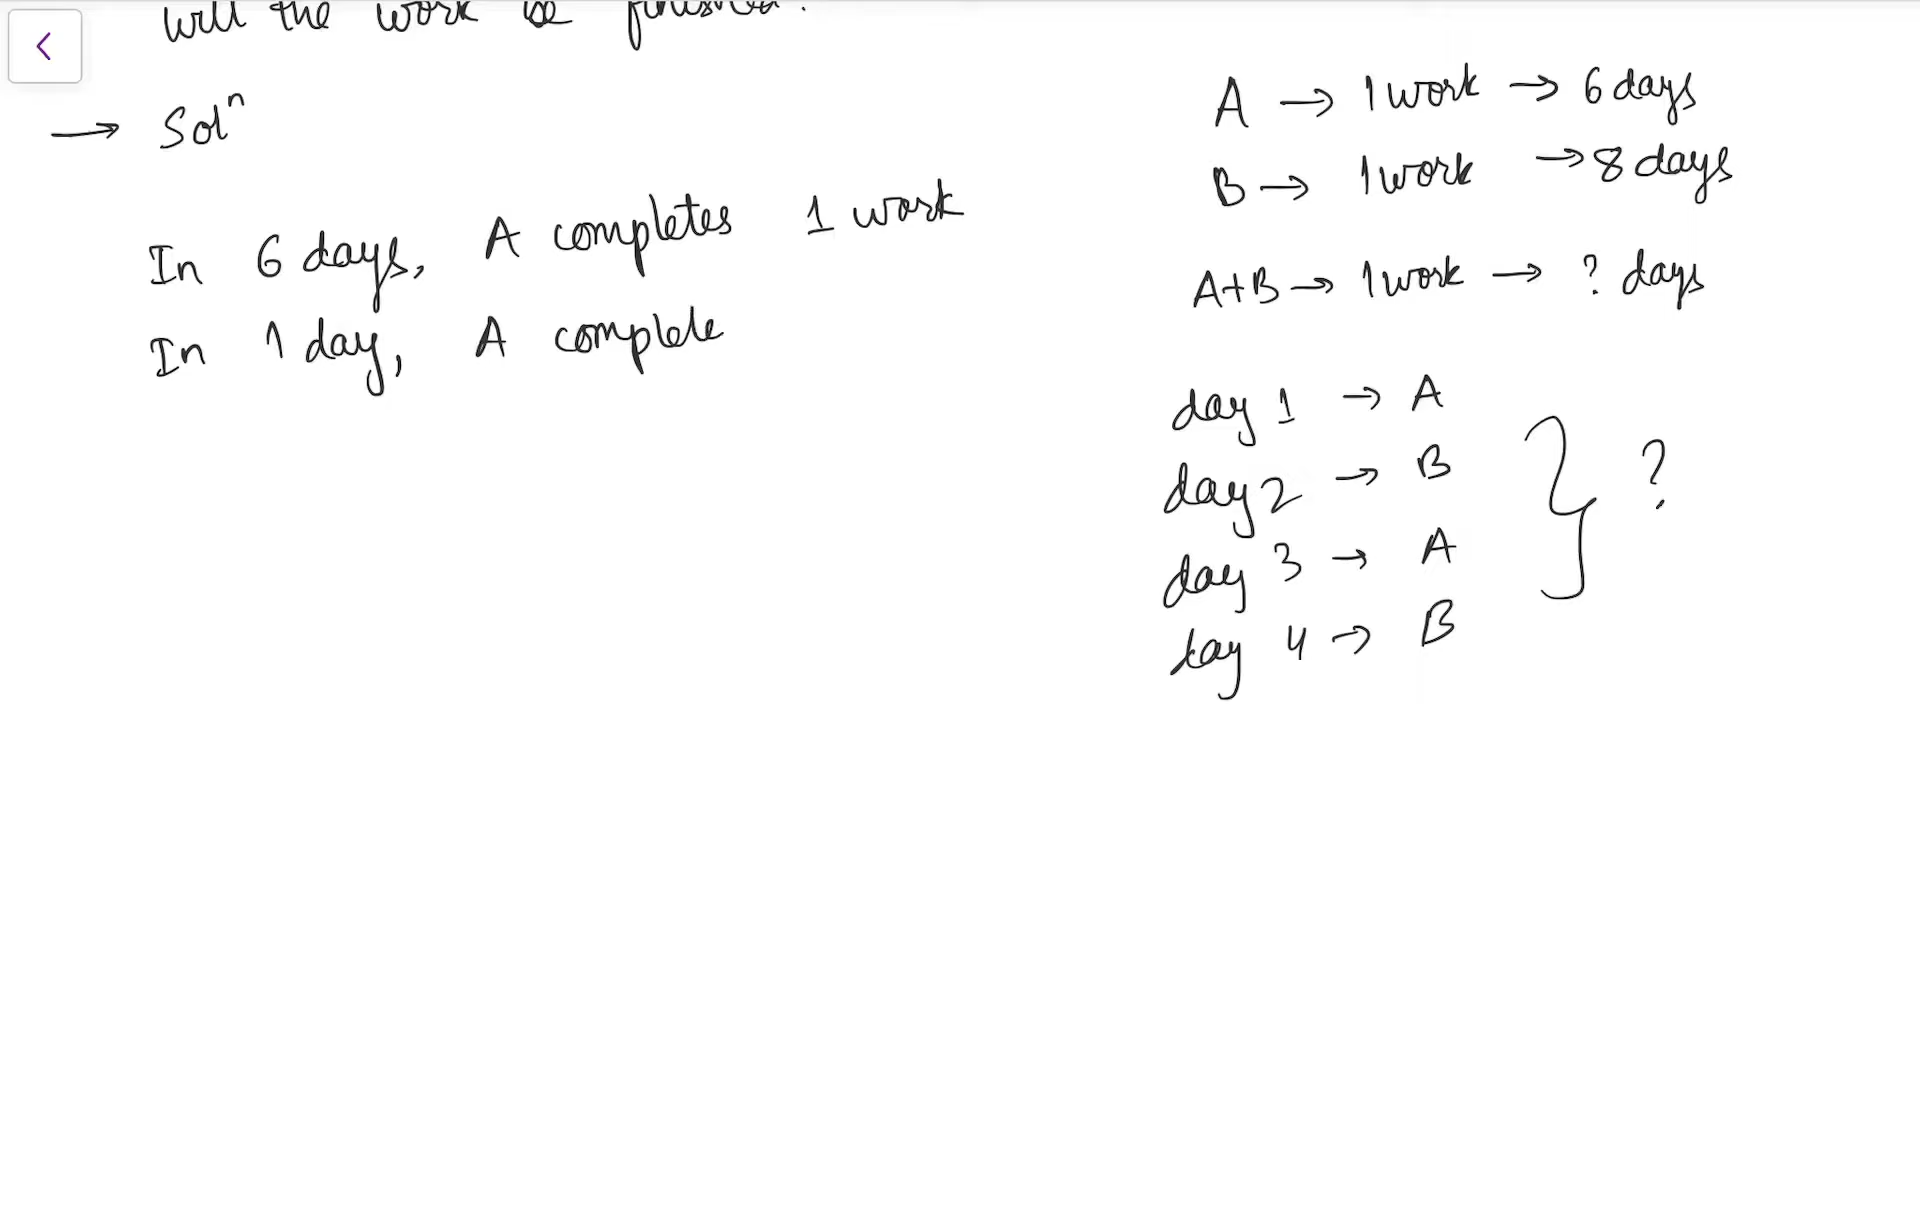 will the work be finished.
→ Solⁿ
In 6 days, A completes 1 work
In 1 day, A complete
A → 1 work → 6 days
B → 1 work → 8 days
A+B → 1 work → ? days
day 1 → A
day 2 → B
day 3 → A
day 4 → B
} ?